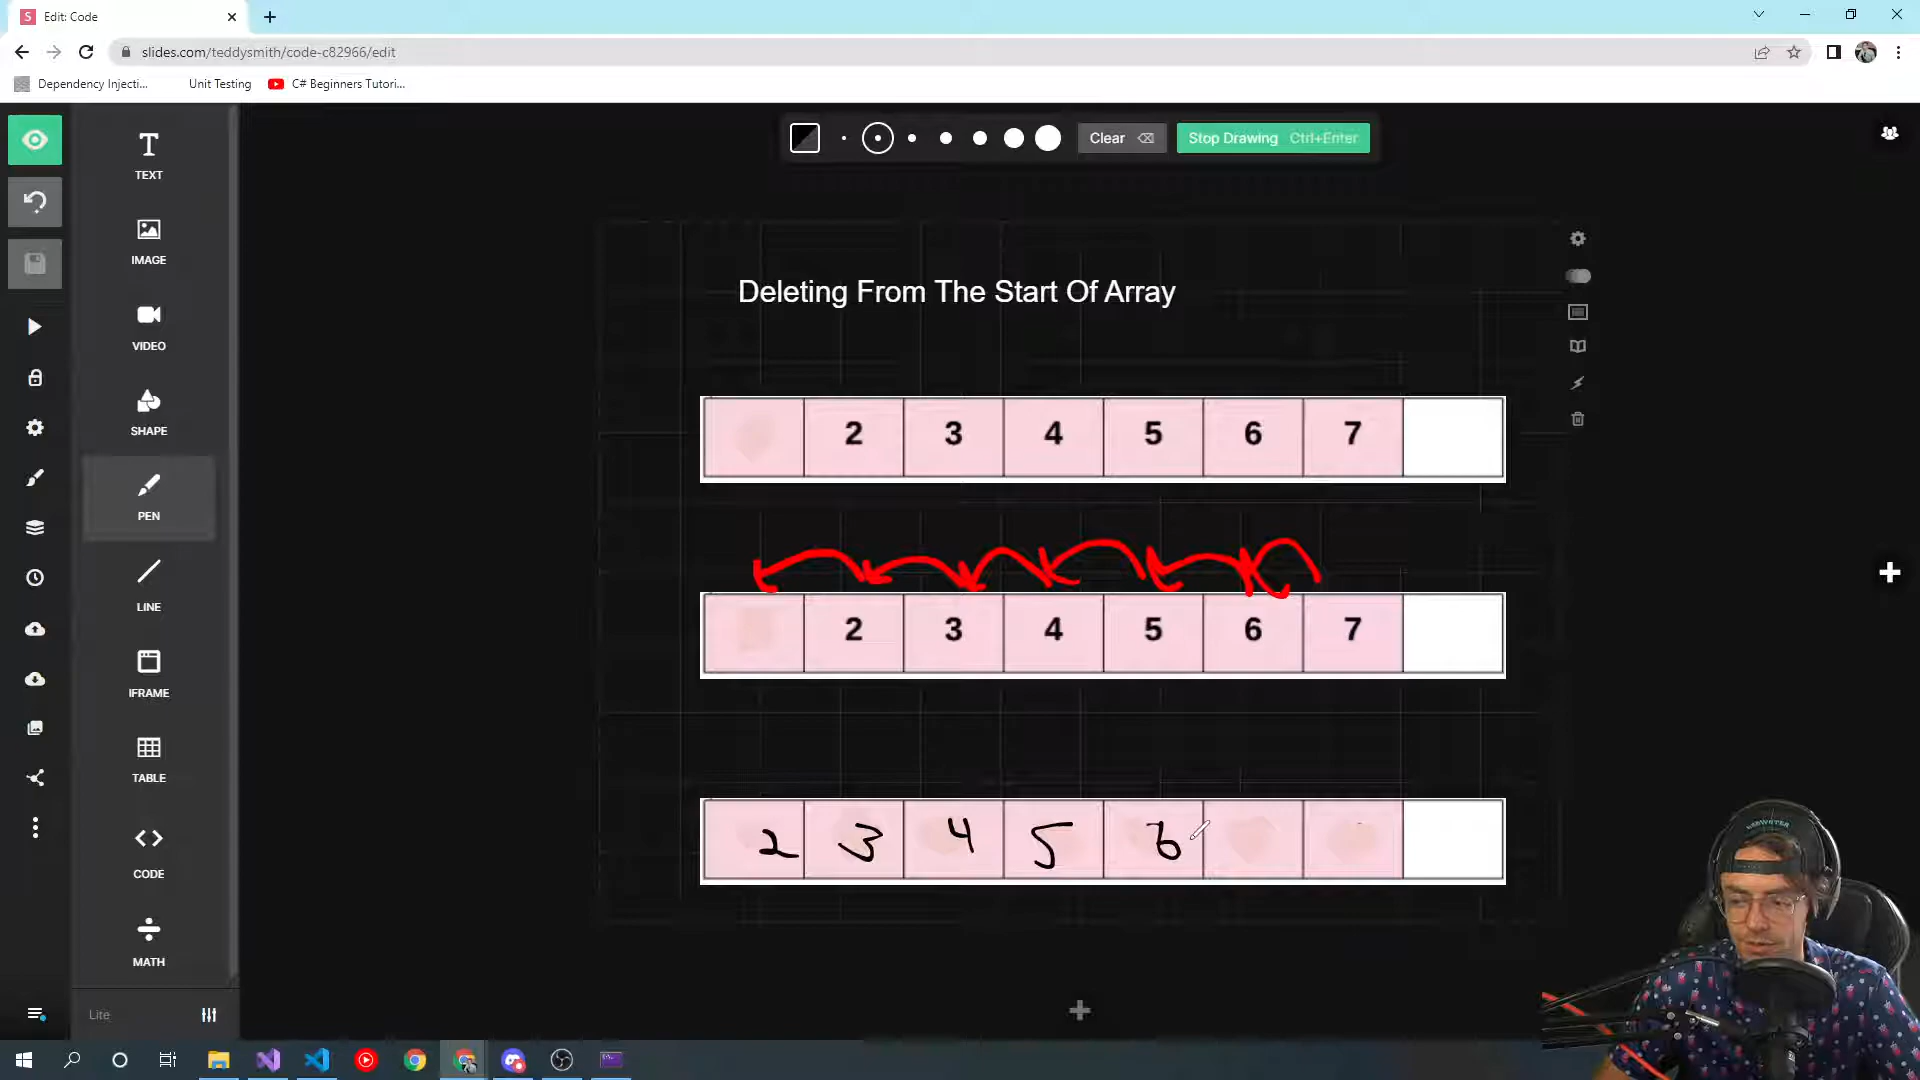 Edit: Code
slides.com/teddysmith/code-c82966/edit
Dependency Injecti... Unit Testing C# Beginners Tutori...
Clear Stop Drawing Ctrl+Enter
TEXT
IMAGE
VIDEO
SHAPE
PEN
LINE
IFRAME
TABLE
CODE
MATH
Lite
Deleting From The Start Of Array
2 3 4 5 6 7
2 3 4 5 6 7
2 3 4 5 6